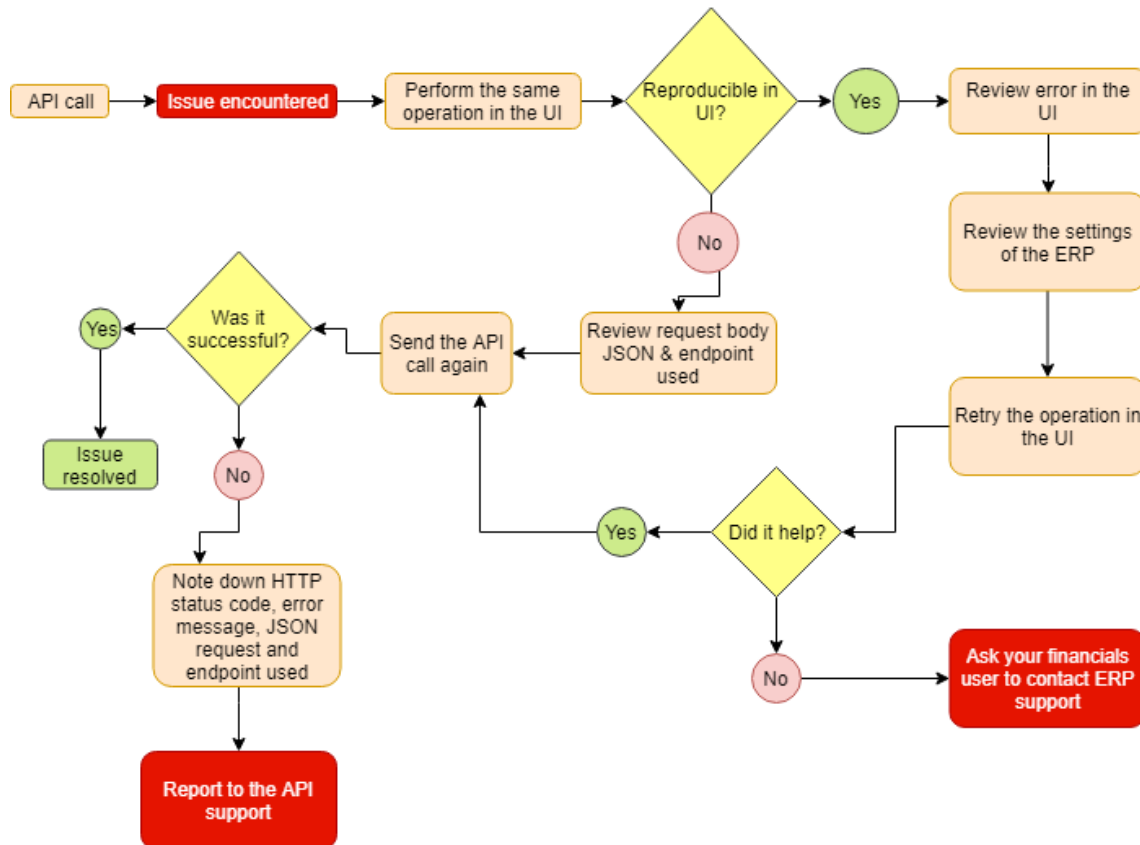 API call
Issue encountered
Perform the same
operation in the UI
Reproducible in
UI?
Yes
Review error in the
UI
Review the settings
of the ERP
Retry the operation in
the UI
Did it help?
Yes
No
Ask your financials
user to contact ERP
support
No
Review request body
JSON & endpoint
used
Send the API
call again
Was it
successful?
Yes
Issue
resolved
No
Note down HTTP
status code, error
message, JSON
request and
endpoint used
Report to the API
support